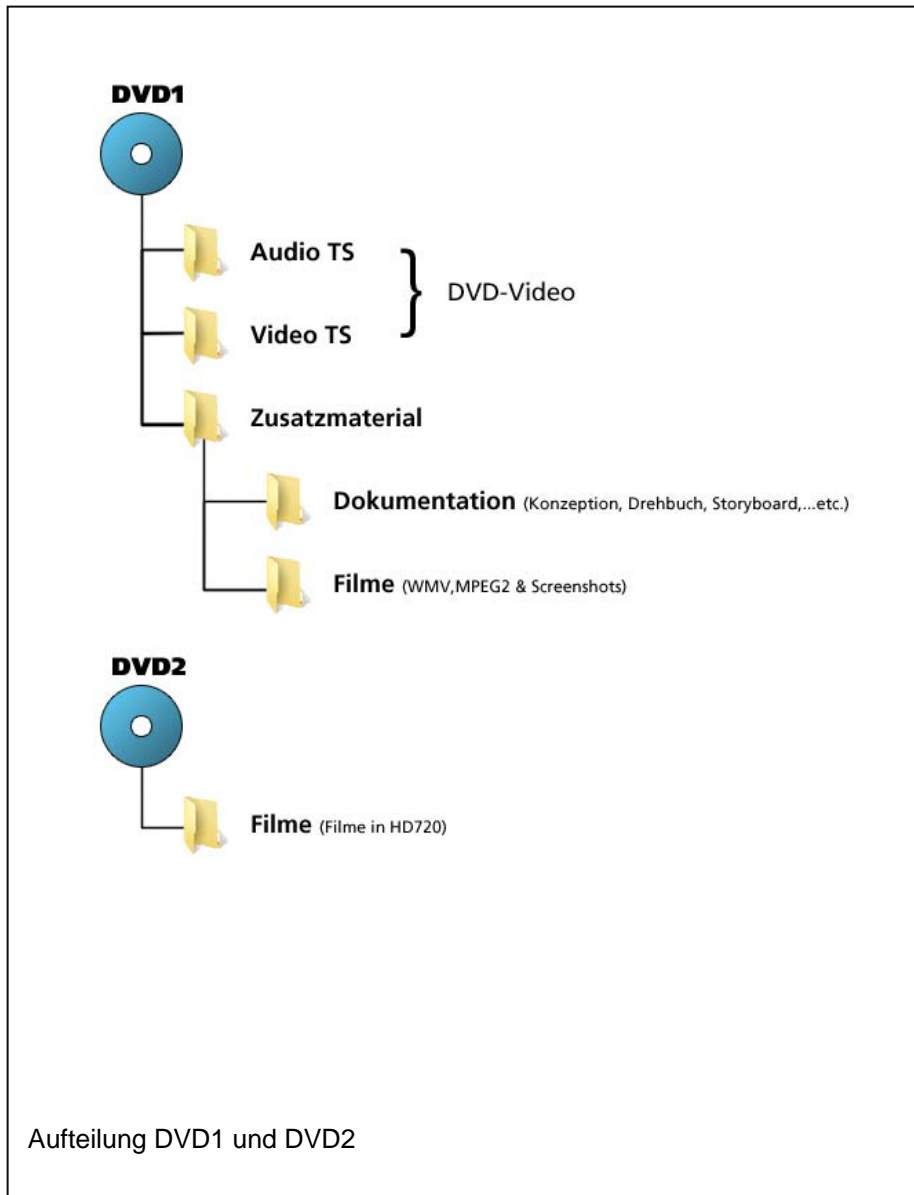 DVD1
Audio TS
DVD-Video
Video TS
Zusatzmaterial
Dokumentation (Konzeption, Drehbuch, Storyboard,...etc.)
Filme (WMV,MPEG2 & Screenshots)
DVD2
Filme (Filme in HD720)
Aufteilung DVD1 und DVD2